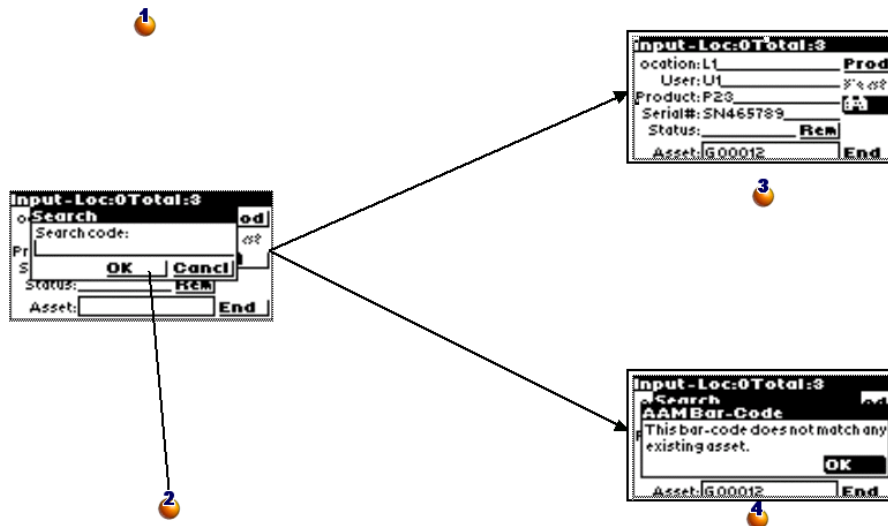 1
Input-Loc:0Total:3
ocation:L1 Prod
User:U1
Product:P23
Serial#:SN465789
Status: Rem
Asset:G00012 End
3
Input-Loc:0Total:3
Search od
Search code:
Pr
S OK Cancl
Status: Rem
Asset: End
2
Input-Loc:0Total:3
Search od
AAMBar-Code
This bar-code does not match any
existing asset.
OK
Asset:G00012 End
4